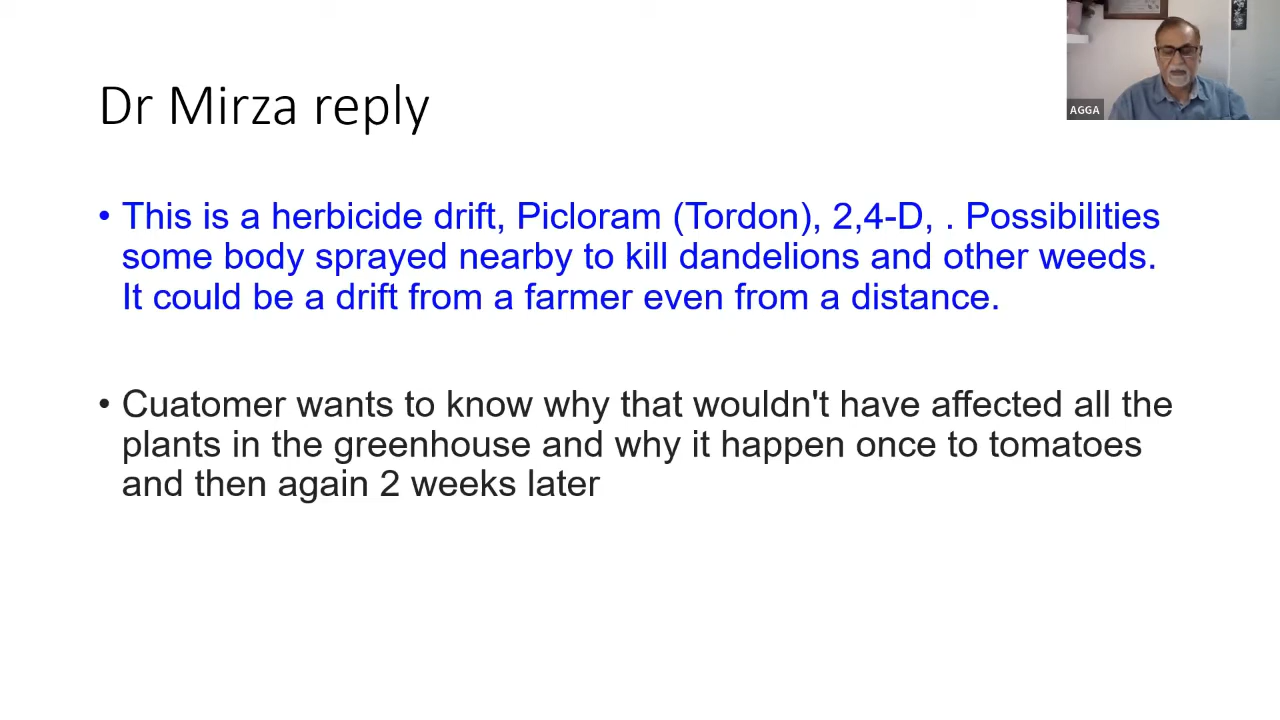 Dr Mirza reply
AGGA
• This is a herbicide drift, Picloram (Tordon), 2,4-D, . Possibilities
some body sprayed nearby to kill dandelions and other weeds.
It could be a drift from a farmer even from a distance.
• Cuatomer wants to know why that wouldn't have affected all the
plants in the greenhouse and why it happen once to tomatoes
and then again 2 weeks later